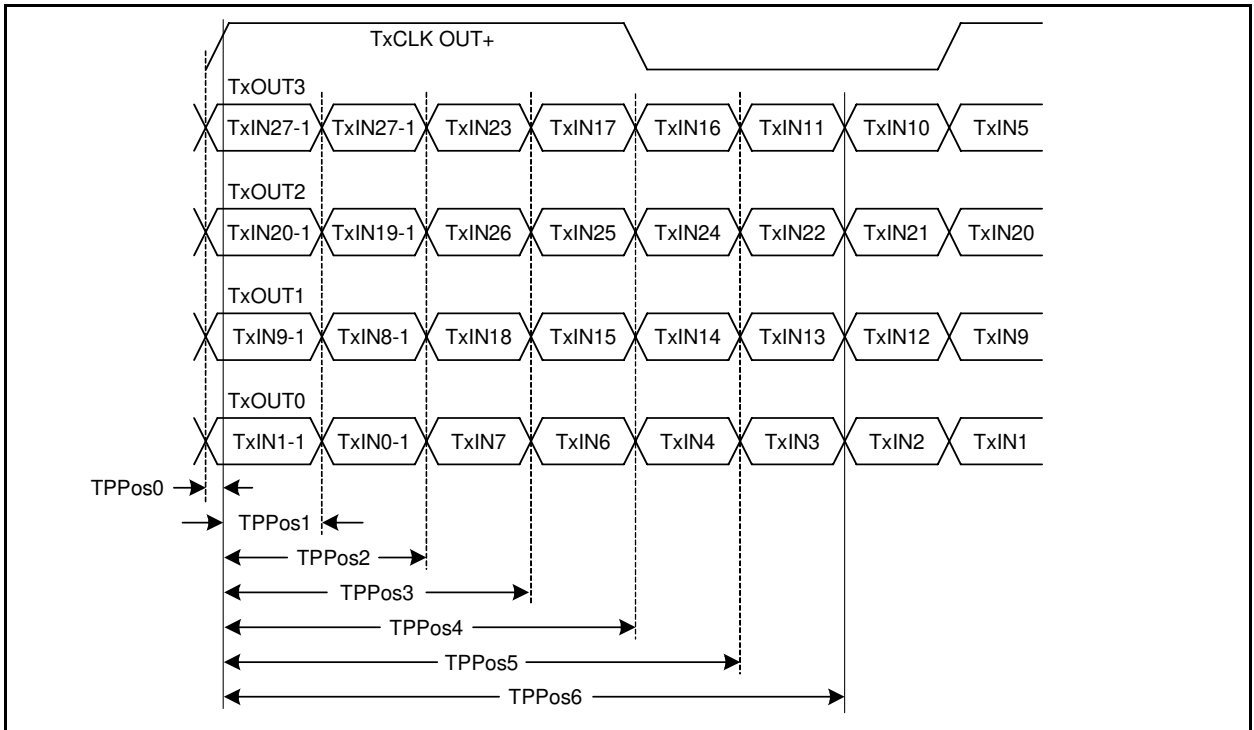 TxCLK OUT+
TxOUT3
TxIN27-1 TxIN27-1 TxIN23 TxIN17 TxIN16 TxIN11 TxIN10 TxIN5
TxOUT2
TxIN20-1 TxIN19-1 TxIN26 TxIN25 TxIN24 TxIN22 TxIN21 TxIN20
TxOUT1
TxIN9-1 TxIN8-1 TxIN18 TxIN15 TxIN14 TxIN13 TxIN12 TxIN9
TxOUT0
TxIN1-1 TxIN0-1 TxIN7 TxIN6 TxIN4 TxIN3 TxIN2 TxIN1
TPPos0
TPPos1
TPPos2
TPPos3
TPPos4
TPPos5
TPPos6